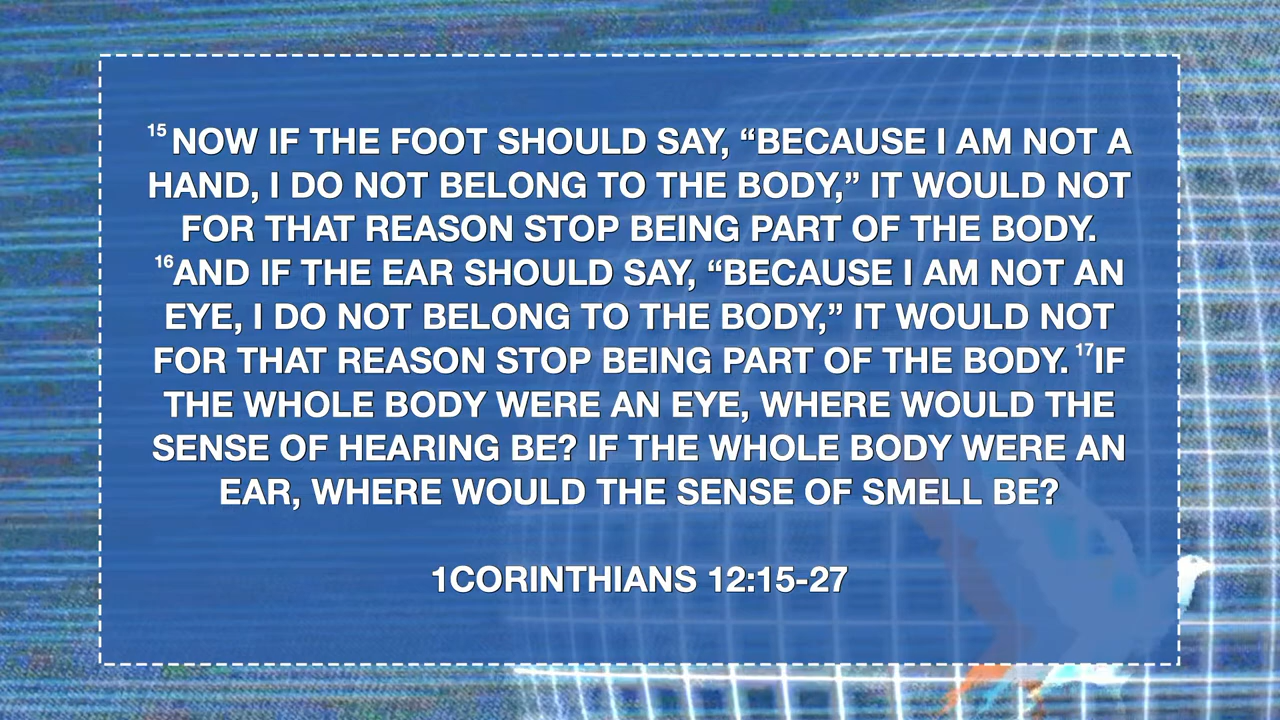 15 NOW IF THE FOOT SHOULD SAY, “BECAUSE I AM NOT A
HAND, I DO NOT BELONG TO THE BODY,” IT WOULD NOT
FOR THAT REASON STOP BEING PART OF THE BODY.
16AND IF THE EAR SHOULD SAY, “BECAUSE I AM NOT AN
EYE, I DO NOT BELONG TO THE BODY,” IT WOULD NOT
FOR THAT REASON STOP BEING PART OF THE BODY. 17IF
THE WHOLE BODY WERE AN EYE, WHERE WOULD THE
SENSE OF HEARING BE? IF THE WHOLE BODY WERE AN
EAR, WHERE WOULD THE SENSE OF SMELL BE?
1CORINTHIANS 12:15-27